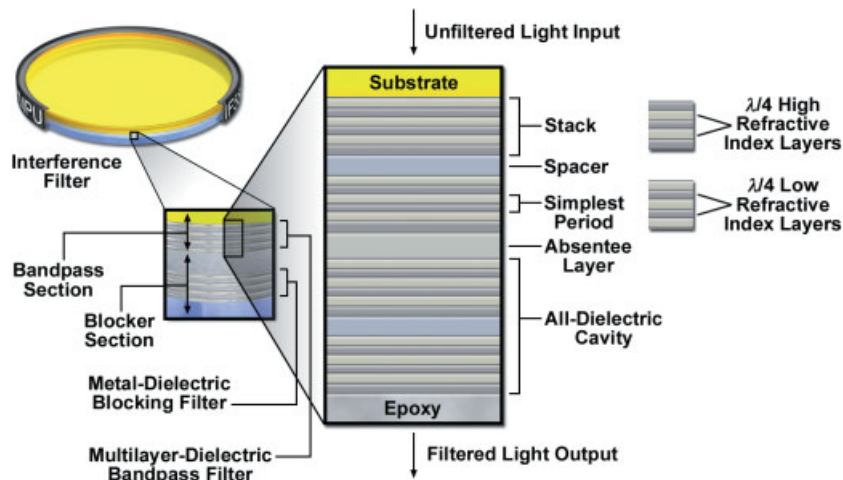 Unfiltered Light Input
Substrate
Stack
Spacer
Simplest
Period
Absentee
Layer
All-Dielectric
Cavity
Epoxy
Filtered Light Output
λ/4 High
Refractive
Index Layers
λ/4 Low
Refractive
Index Layers
Interference
Filter
Bandpass
Section
Blocker
Section
Metal-Dielectric
Blocking Filter
Multilayer-Dielectric
Bandpass Filter